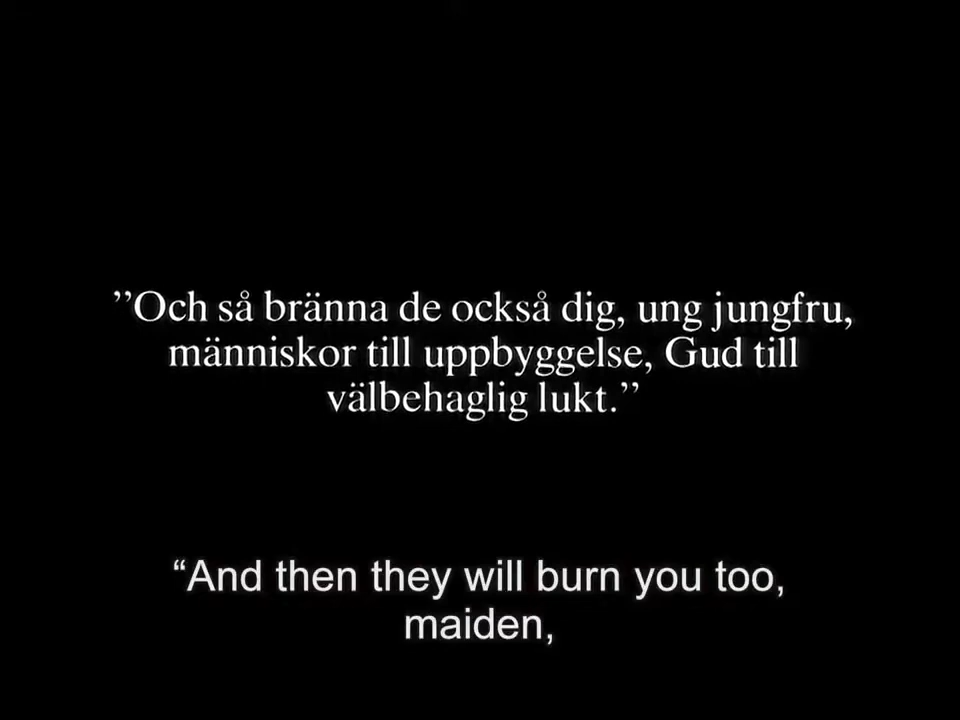 ”Och så bränna de också dig, ung jungfru,
människor till uppbyggelse, Gud till
välbehaglig lukt.”
“And then they will burn you too,
maiden,